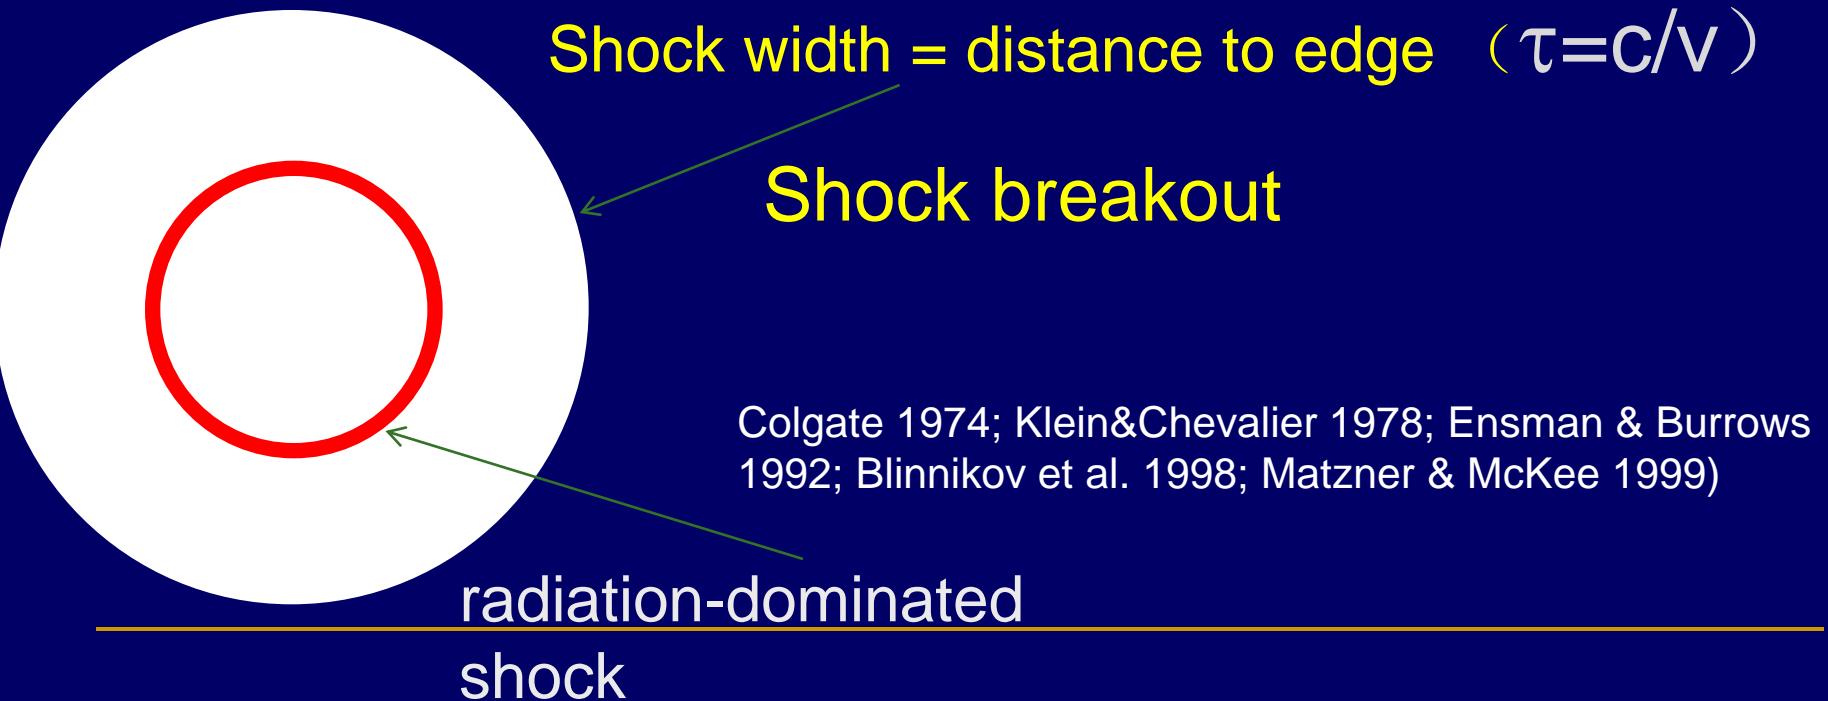 Shock width = distance to edge （τ=c/v）
Shock breakout
Colgate 1974; Klein&Chevalier 1978; Ensman & Burrows
1992; Blinnikov et al. 1998; Matzner & McKee 1999)
radiation-dominated
shock